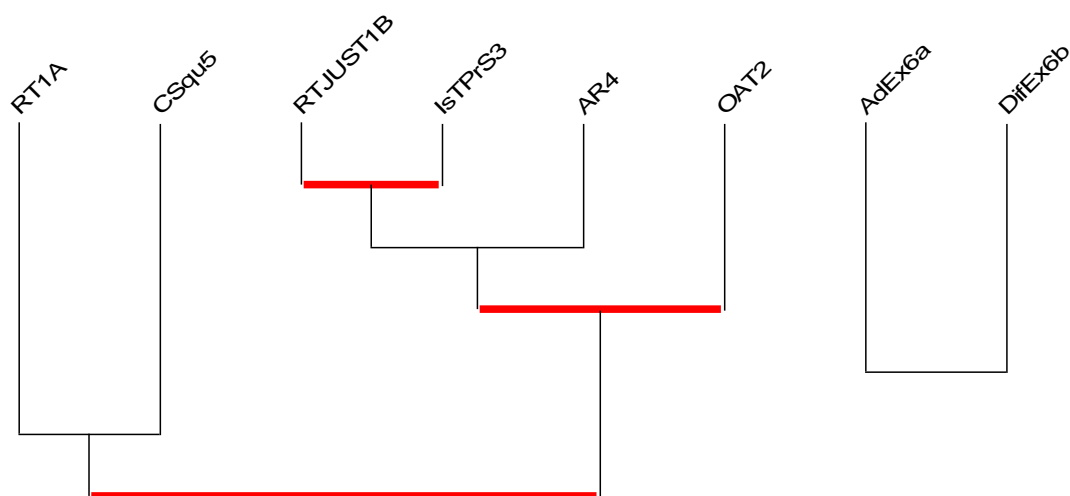 RT1A
CSqu5
RTJUST1B
IsTPrS3
AR4
OAT2
AdEx6a
DifEx6b